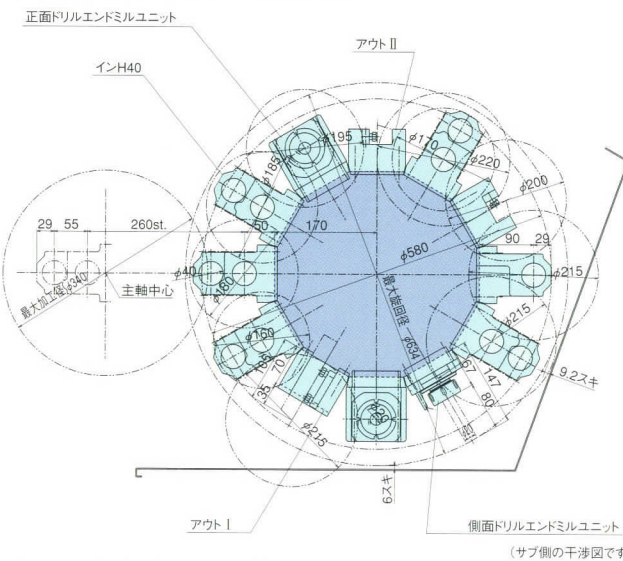 正面ドリルエンドミルユニット
アウトⅡ
インH40
φ195
φ170
φ185
φ220
φ200
29
55
260st.
50
170
φ580
90
29
φ40
φ215
主軸中心
最大加工径φ340
φ160
最大旋回径
φ634
φ215
φ160
70
35
φ215
57
147
80
9.2スキ
6スキ
アウトⅠ
側面ドリルエンドミルユニット
(サブ側の干渉図です